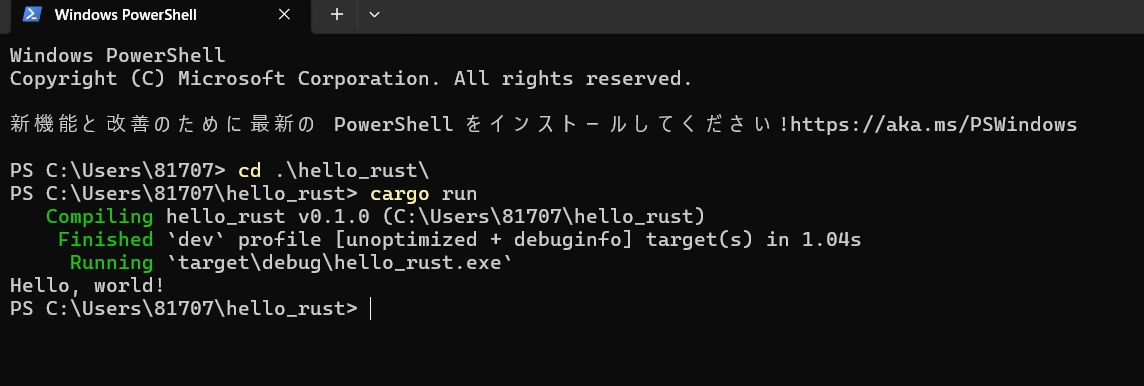 Windows PowerShell
Windows PowerShell
Copyright (C) Microsoft Corporation. All rights reserved.
新機能と改善のために最新の PowerShell をインストールしてください!https://aka.ms/PSWindows
PS C:\Users\81707> cd .\hello_rust\
PS C:\Users\81707\hello_rust> cargo run
   Compiling hello_rust v0.1.0 (C:\Users\81707\hello_rust)
    Finished `dev` profile [unoptimized + debuginfo] target(s) in 1.04s
     Running `target\debug\hello_rust.exe`
Hello, world!
PS C:\Users\81707\hello_rust>